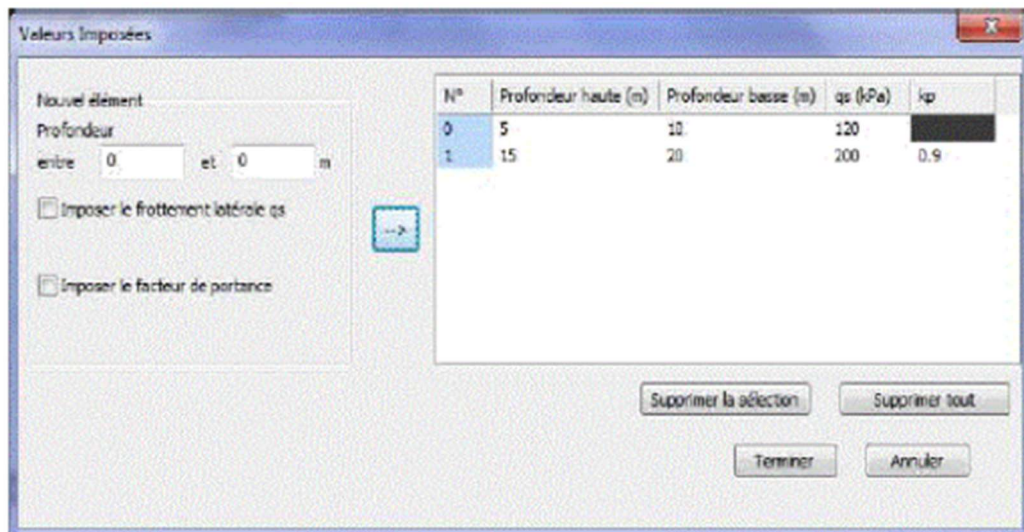 Valeurs Imposées
Nouvel élément
Profondeur
entre 0 et 0 m
Imposer le frottement latérale qs
Imposer le facteur de portance
-->
N° Profondeur haute (m) Profondeur basse (m) qs (kPa) kp
0 5 10 120
1 15 20 200 0.9
Supprimer la sélection Supprimer tout
Terminer Annuler